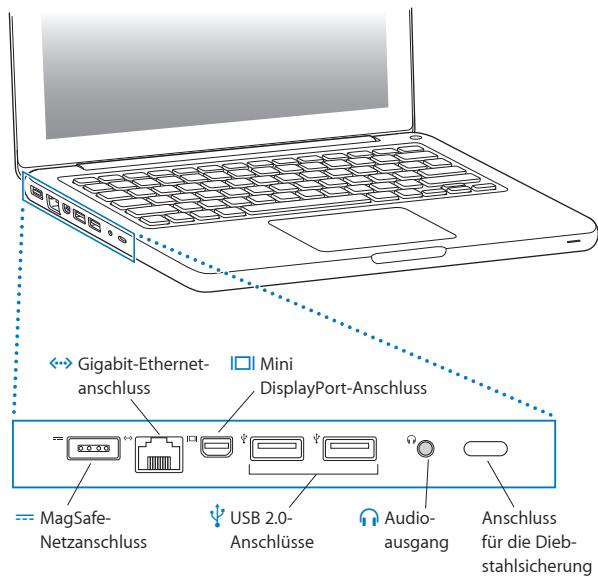 Gigabit-Ethernet-
anschluss
Mini
DisplayPort-Anschluss
MagSafe-
Netzanschluss
USB 2.0-
Anschlüsse
Audio-
ausgang
Anschluss
für die Dieb-
stahlsicherung